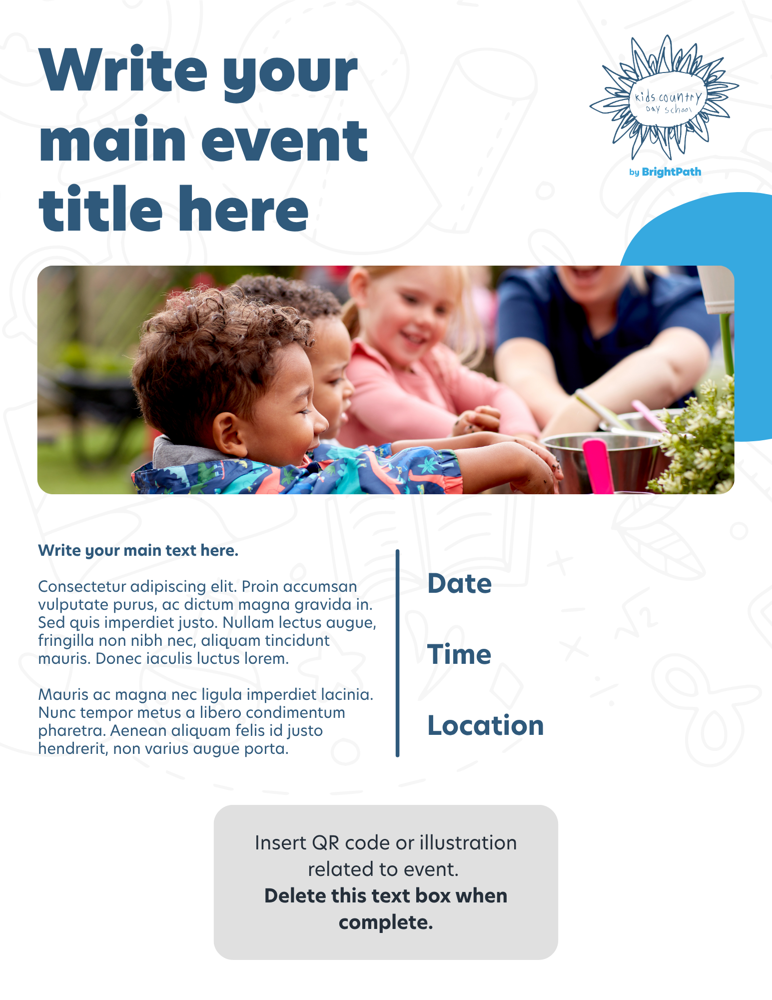 Write your
main event
title here
kids country
Day school
by BrightPath
Write your main text here.
Consectetur adipiscing elit. Proin accumsan
vulputate purus, ac dictum magna gravida in.
Sed quis imperdiet justo. Nullam lectus augue,
fringilla non nibh nec, aliquam tincidunt
mauris. Donec iaculis luctus lorem.
Mauris ac magna nec ligula imperdiet lacinia.
Nunc tempor metus a libero condimentum
pharetra. Aenean aliquam felis id justo
hendrerit, non varius augue porta.
Date
Time
Location
Insert QR code or illustration
related to event.
Delete this text box when
complete.